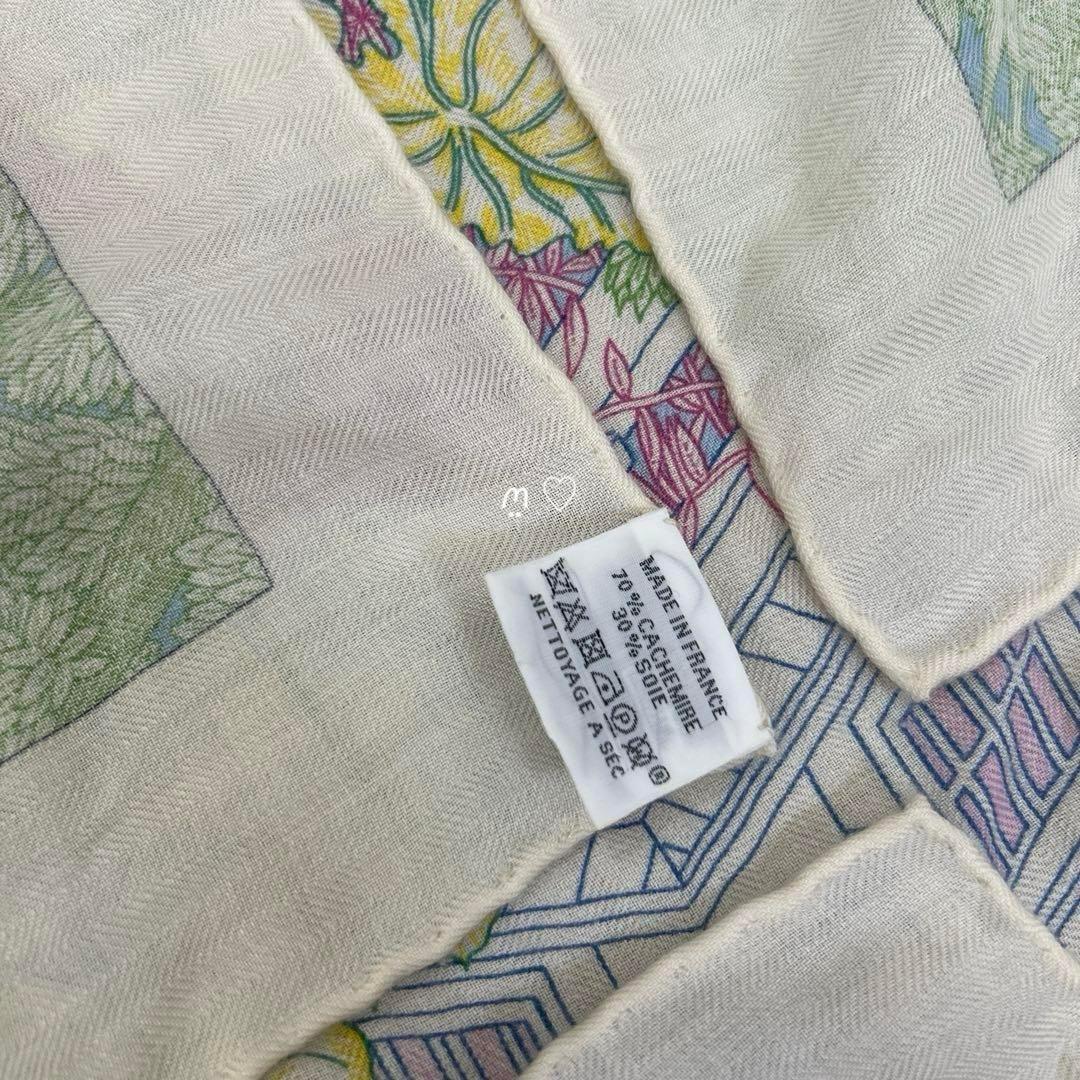 MADE IN FRANCE
70 % CACHEMIRE
30 % SOIE
NETTOYAGE A SEC